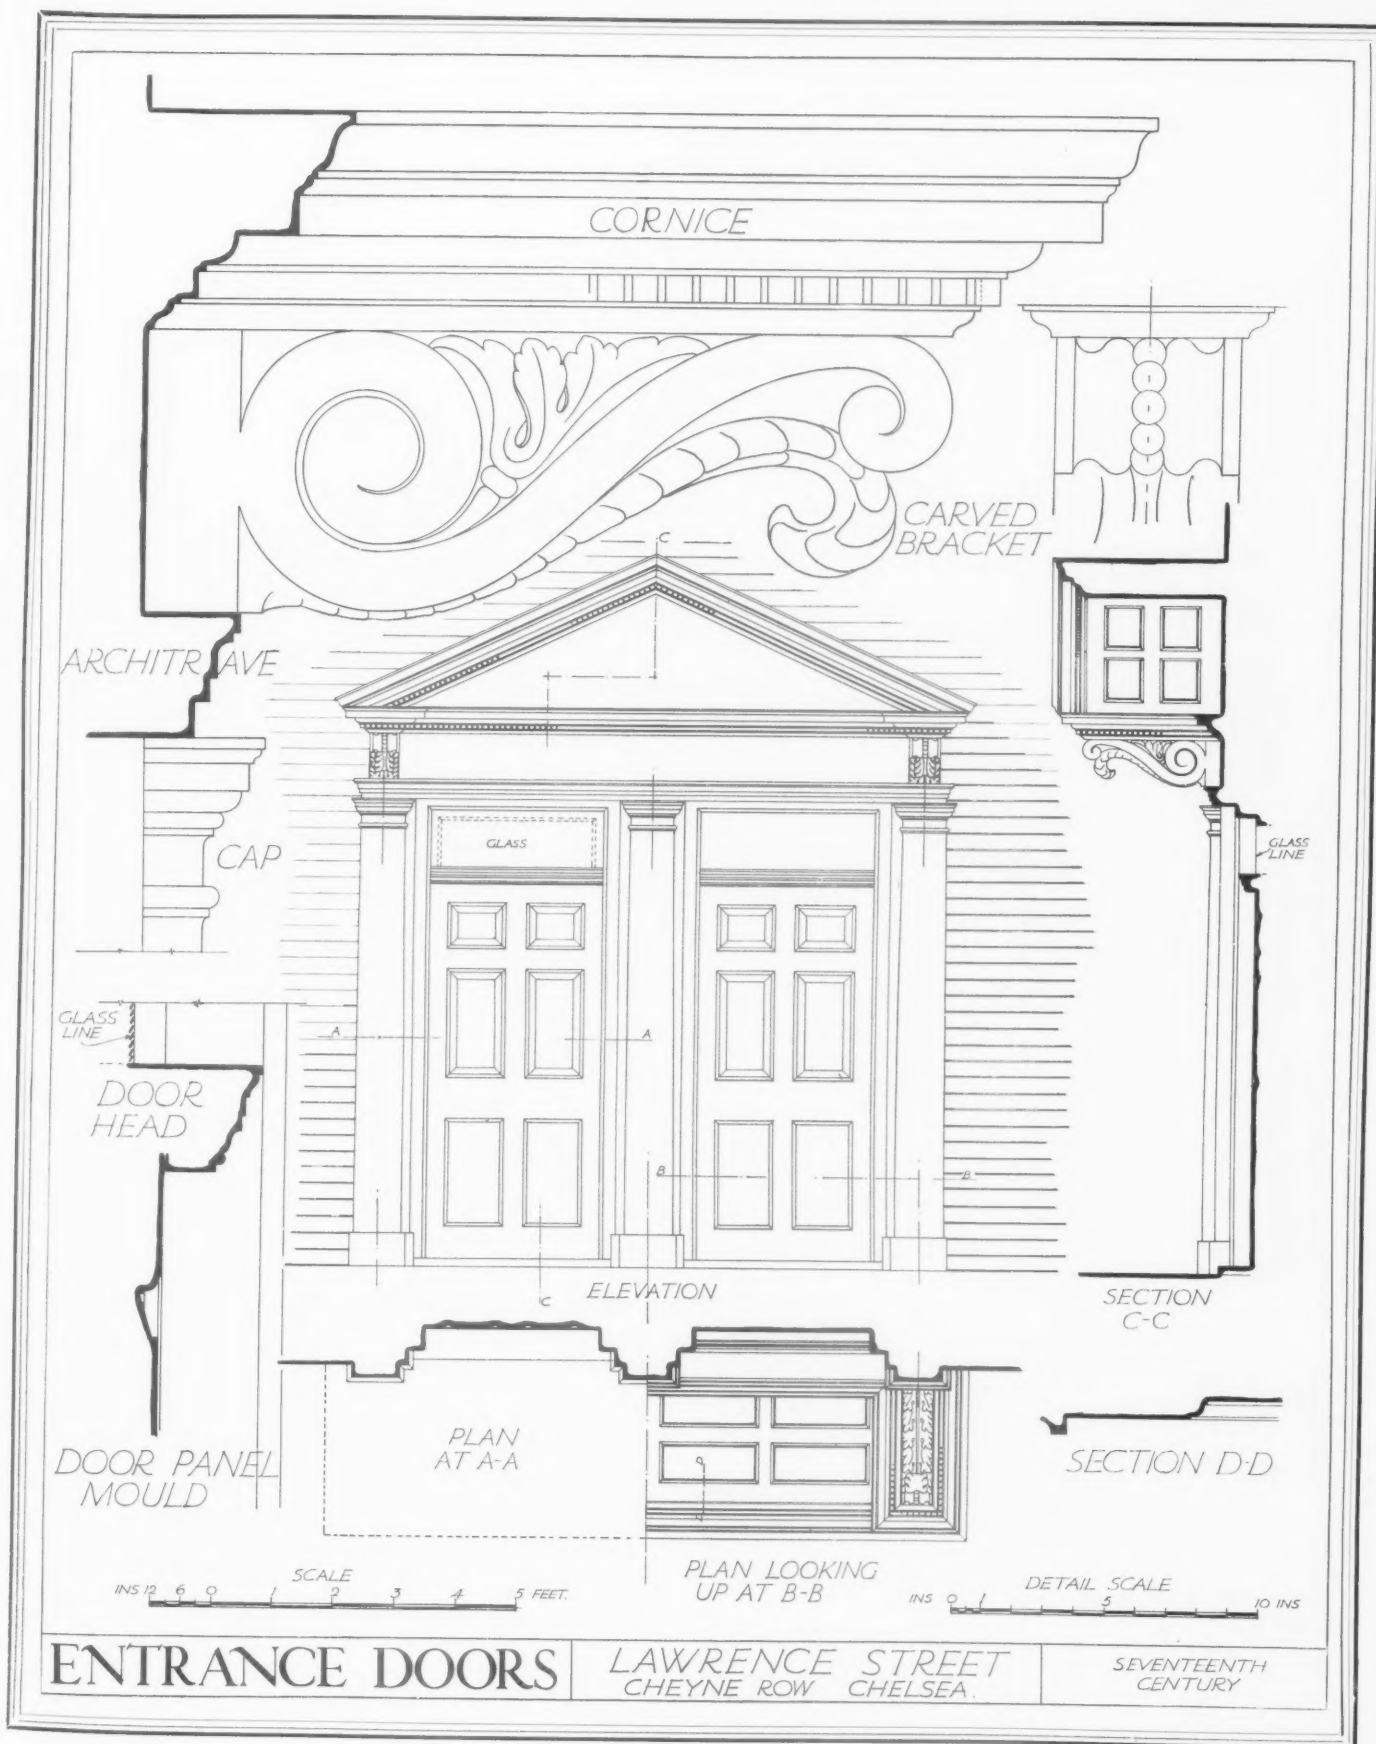 CORNICE
CARVED
BRACKET
C
ARCHITRAVE
GLASS
CAP
GLASS
LINE
A
A
GLASS
LINE
DOOR
HEAD
B
B
C
ELEVATION
SECTION
C-C
PLAN
AT A-A
SECTION D-D
DOOR PANEL
MOULD
PLAN LOOKING
UP AT B-B
SCALE
INS 12 6 0 1 2 3 4 5 FEET.
DETAIL SCALE
INS 0 1 5 10 INS
ENTRANCE DOORS
LAWRENCE STREET
CHEYNE ROW CHELSEA.
SEVENTEENTH
CENTURY